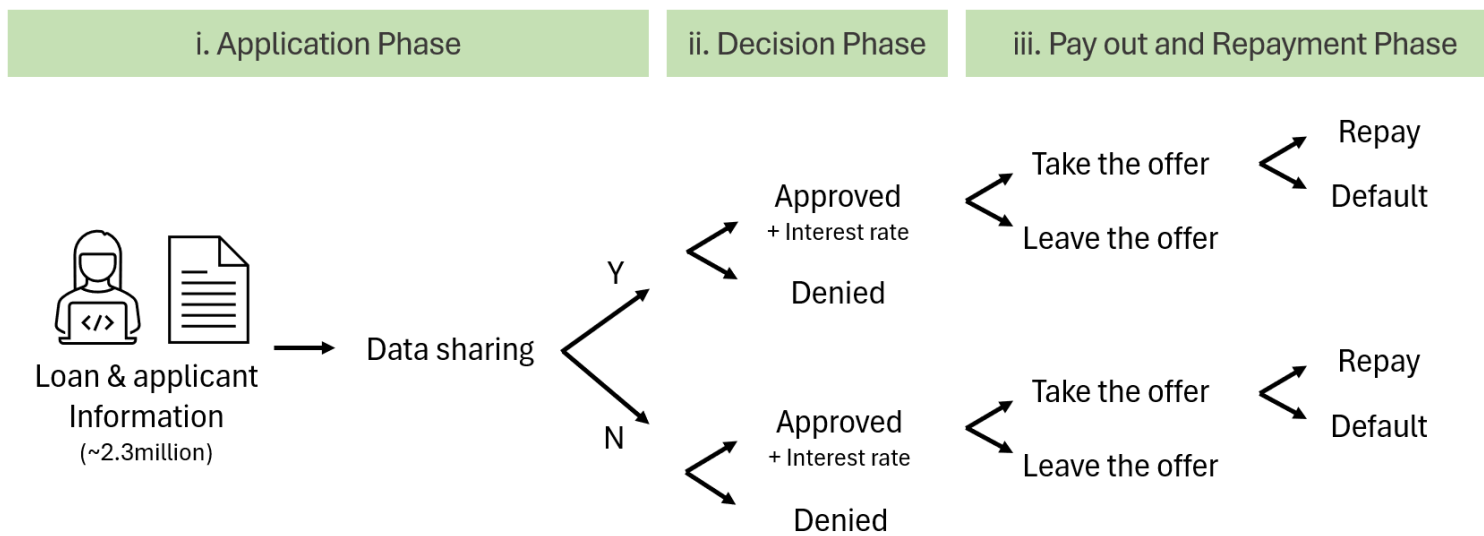 i. Application Phase
ii. Decision Phase
iii. Pay out and Repayment Phase
</>
Loan & applicant
Information
(~2.3million)
Data sharing
Y
Approved
+ Interest rate
Denied
Take the offer
Leave the offer
Repay
Default
N
Approved
+ Interest rate
Denied
Take the offer
Leave the offer
Repay
Default